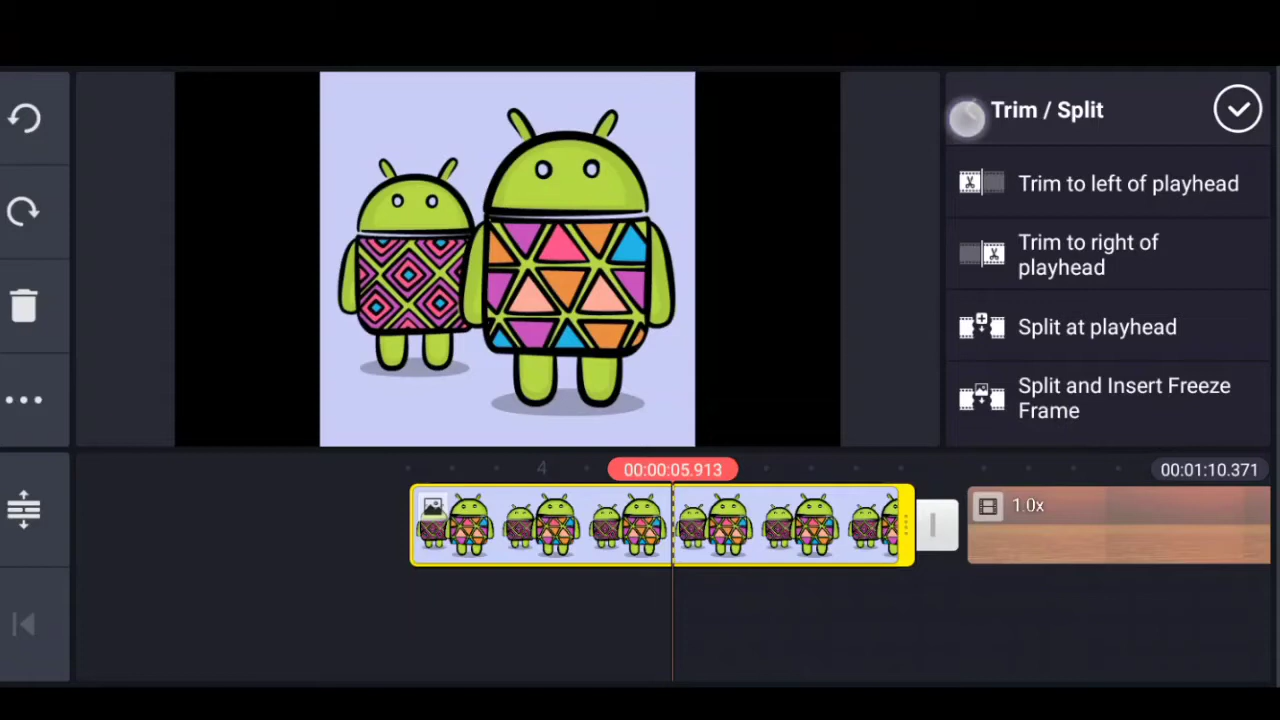 Trim / Split
Trim to left of playhead
Trim to right of
playhead
Split at playhead
Split and Insert Freeze
Frame
4
00:00:05.913
00:01:10.371
1.0x